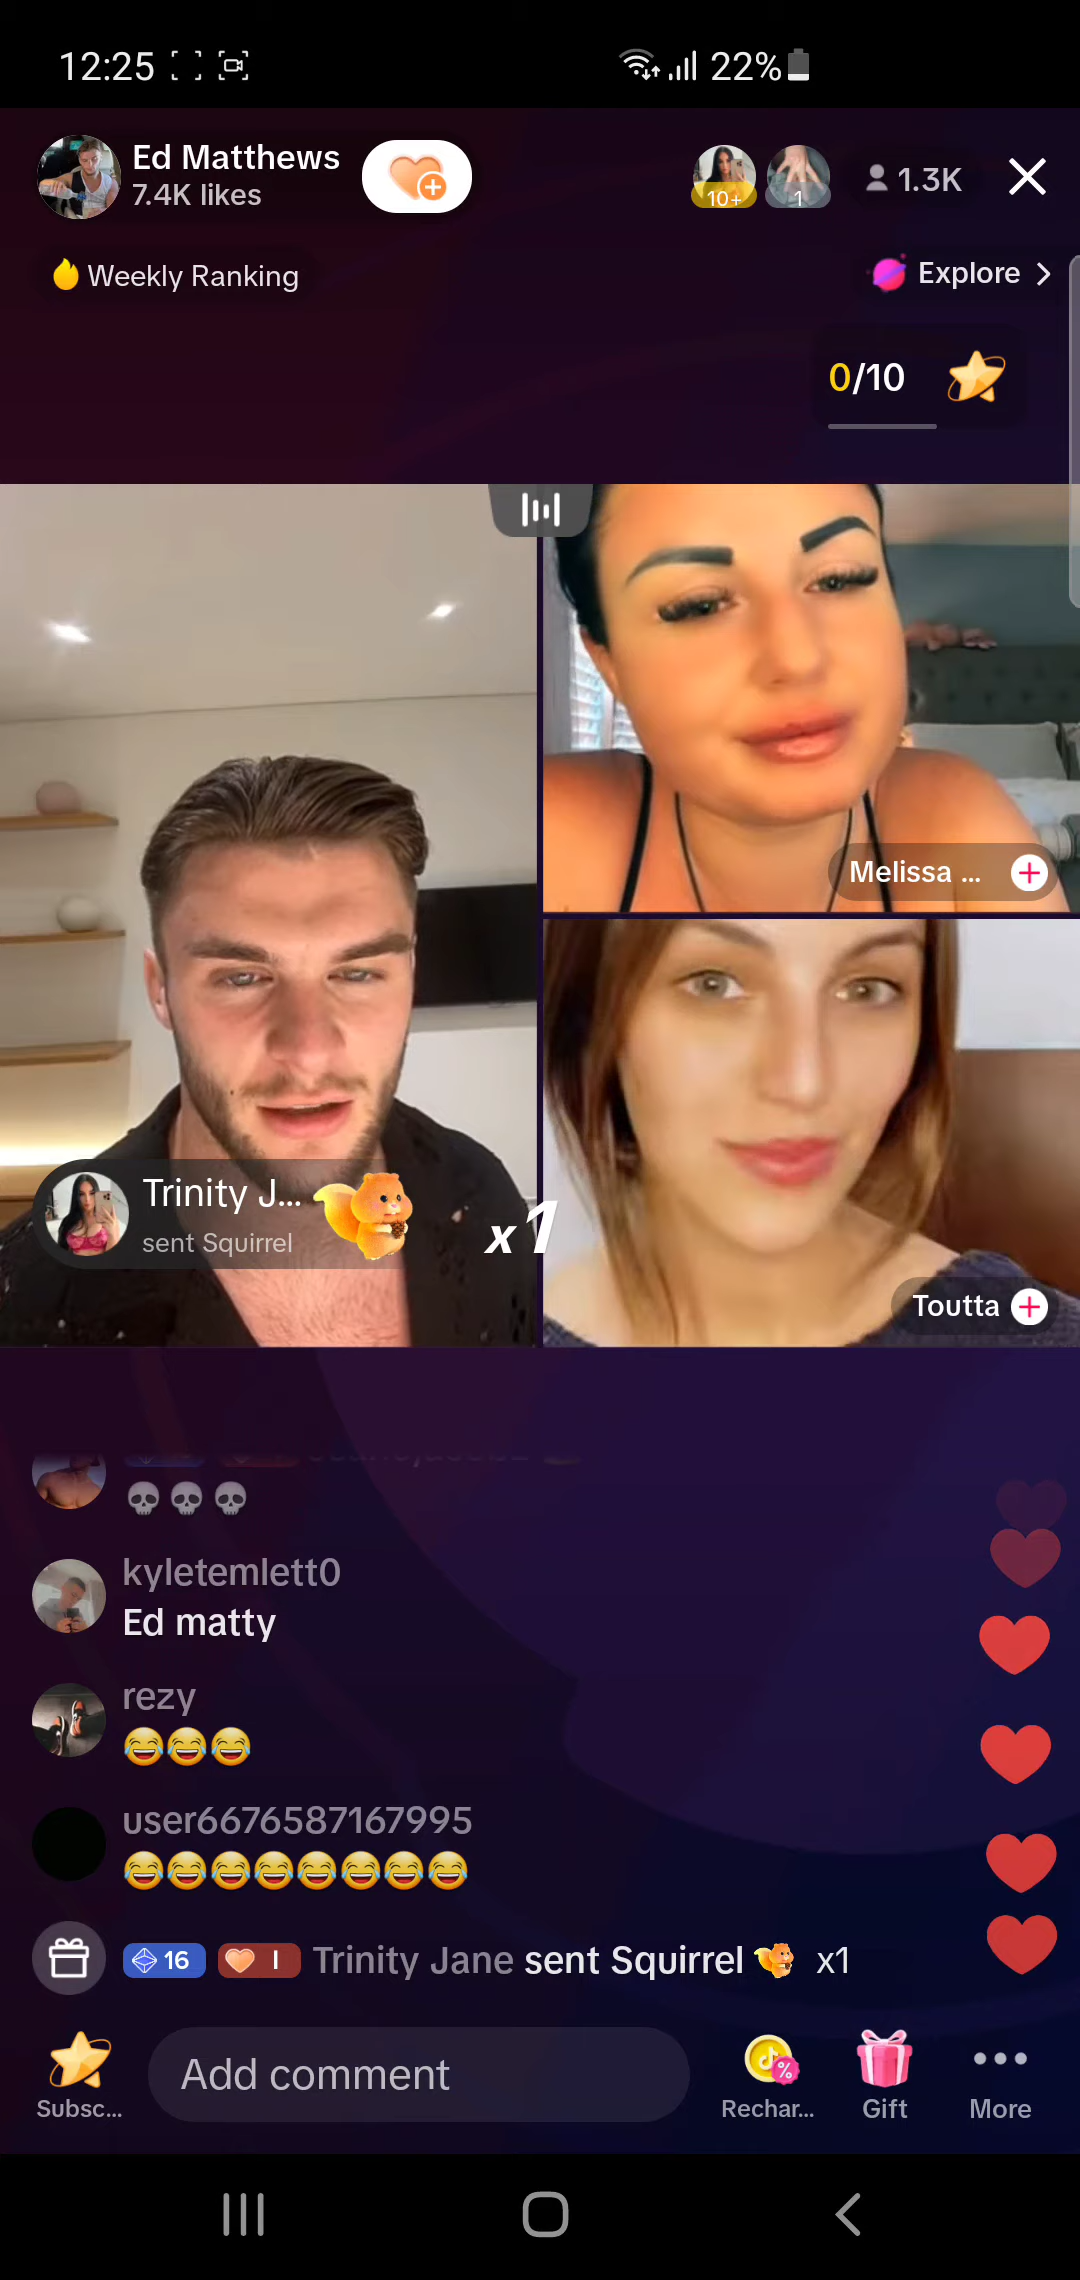 12:25
22%
Ed Matthews
7.4K likes
10+
1
1.3K
Weekly Ranking
Explore
0/10
Melissa ...
Trinity J...
sent Squirrel
x1
Toutta
💀💀💀
kyletemlett0
Ed matty
rezy
😂😂😂
user6676587167995
😂😂😂😂😂😂😂😂
16 I Trinity Jane sent Squirrel x1
Add comment
Subsc...
Rechar...
Gift
More